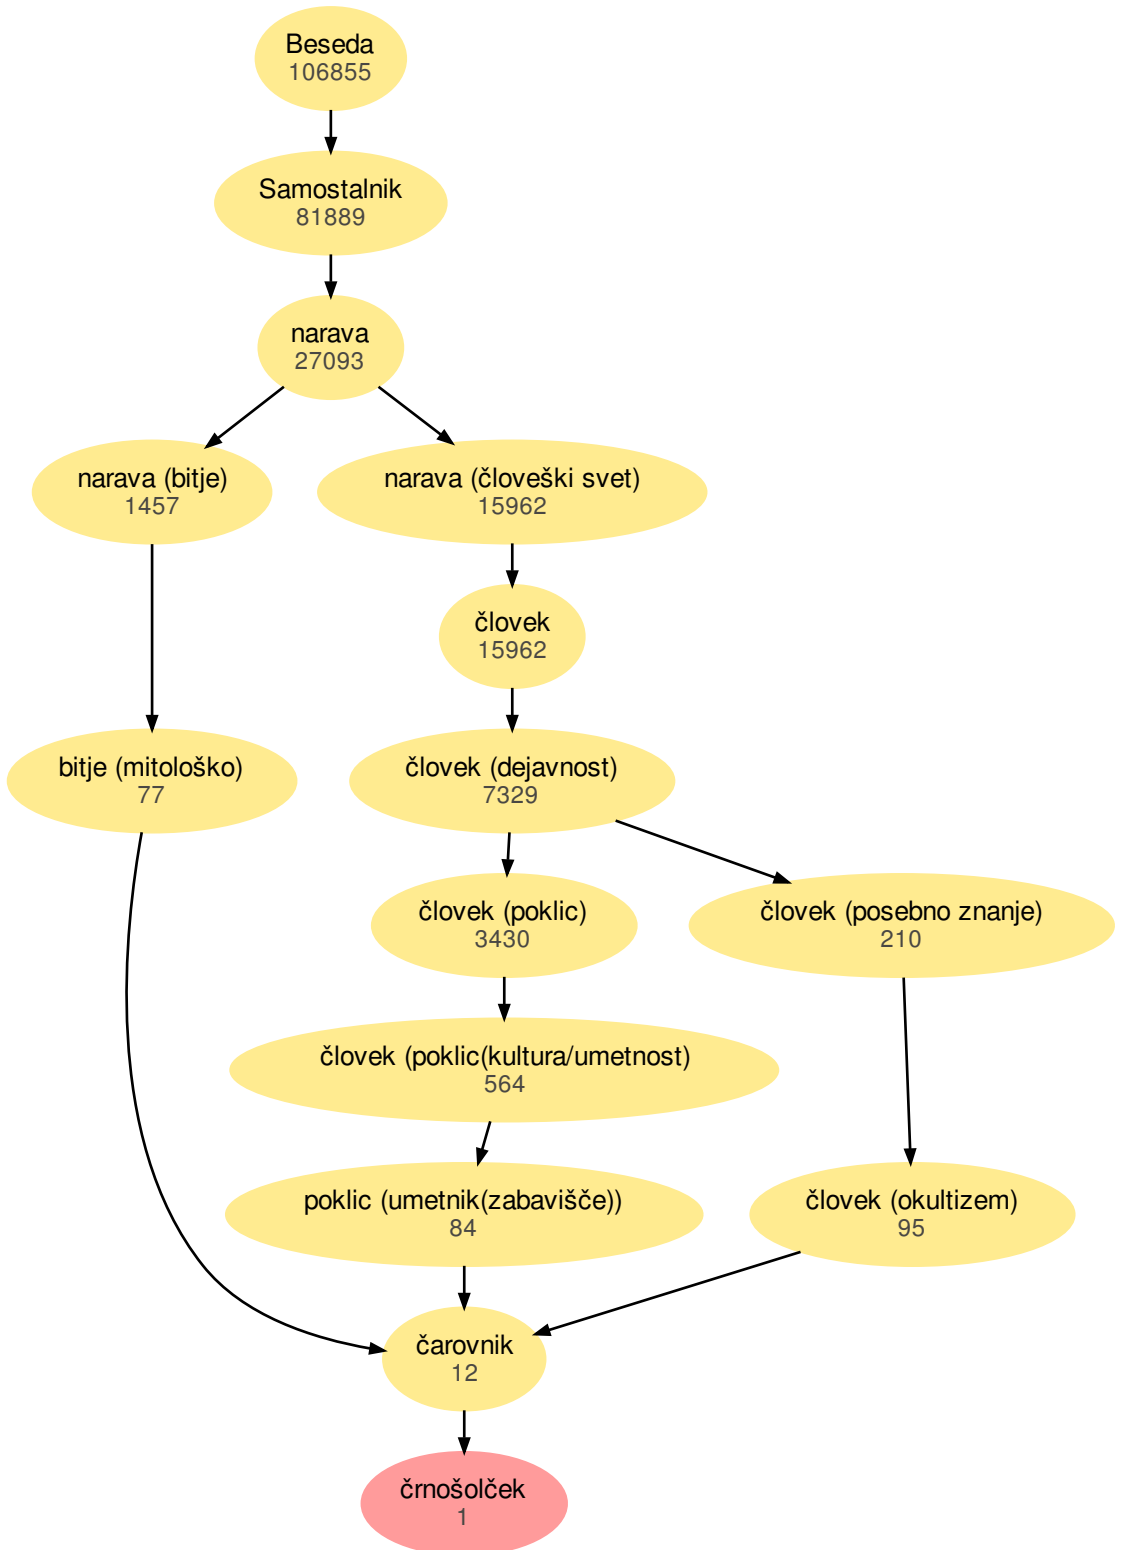 Beseda
106855
Samostalnik
81889
narava
27093
narava (bitje)
1457
narava (človeški svet)
15962
človek
15962
bitje (mitološko)
77
človek (dejavnost)
7329
človek (poklic)
3430
človek (posebno znanje)
210
človek (poklic(kultura/umetnost)
564
poklic (umetnik(zabavišče))
84
človek (okultizem)
95
čarovnik
12
črnošolček
1